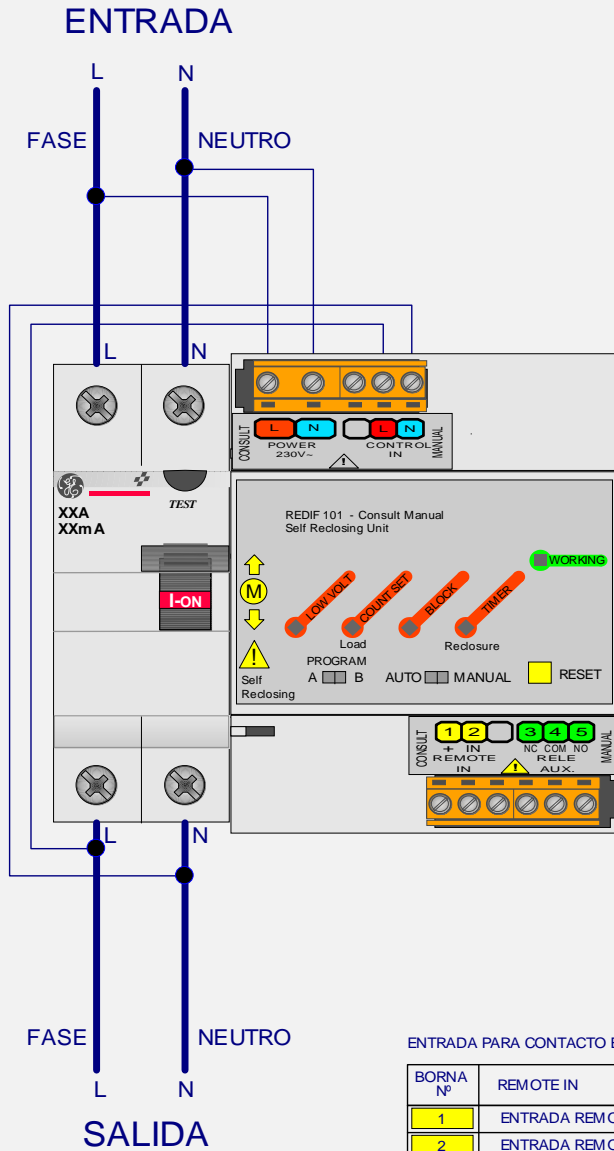 ENTRADA
L N
FASE NEUTRO
L N
L N
POWER
230V~
L N
CONTROL
IN
CONSULT
MANUAL
XXA
XXmA
TEST
I-ON
REDIF 101 - Consult Manual
Self Reclosing Unit
WORKING
M
LOW VOLT
COUNT SET
BLOCK
TIMER
Load
Reclosure
!
Self
Reclosing
PROGRAM
A B
AUTO MANUAL
RESET
CONSULT
1 2 3 4 5
+ IN NC COM NO
REMOTE RELE
IN AUX.
MANUAL
L N
FASE NEUTRO
L N
SALIDA
ENTRADA PARA CONTACTO
BORNA
Nº
REMOTE IN
1 ENTRADA
2 ENTRADA